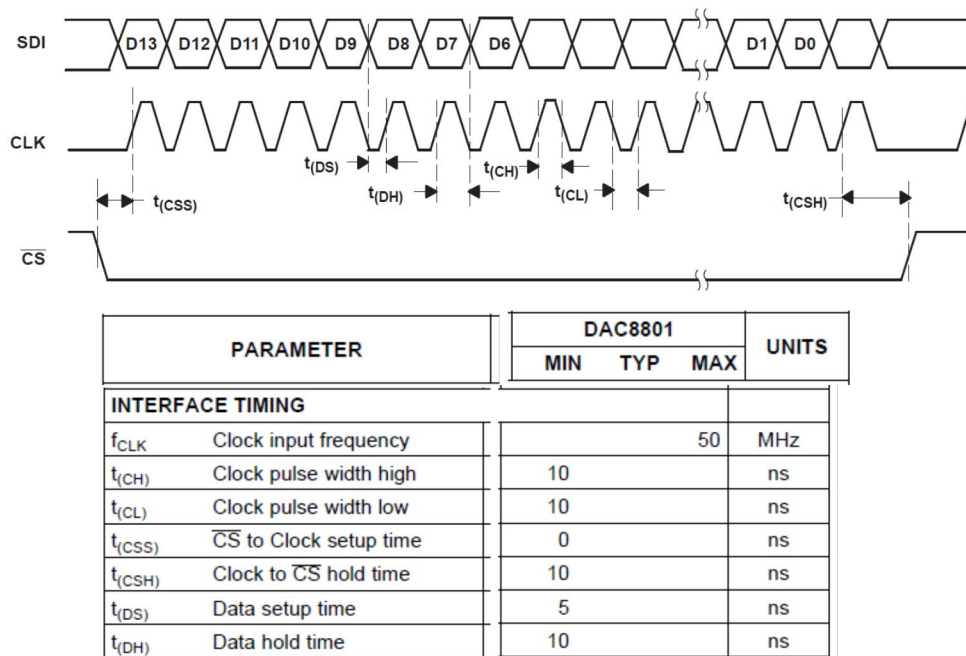 SDI D13 D12 D11 D10 D9 D8 D7 D6 D1 D0
CLK
t(DS) t(CH)
t(CSS) t(DH) t(CL) t(CSH)
CS
PARAMETER DAC8801 UNITS
MIN TYP MAX
INTERFACE TIMING
fCLK Clock input frequency 50 MHz
t(CH) Clock pulse width high 10 ns
t(CL) Clock pulse width low 10 ns
t(CSS) CS to Clock setup time 0 ns
t(CSH) Clock to CS hold time 10 ns
t(DS) Data setup time 5 ns
t(DH) Data hold time 10 ns